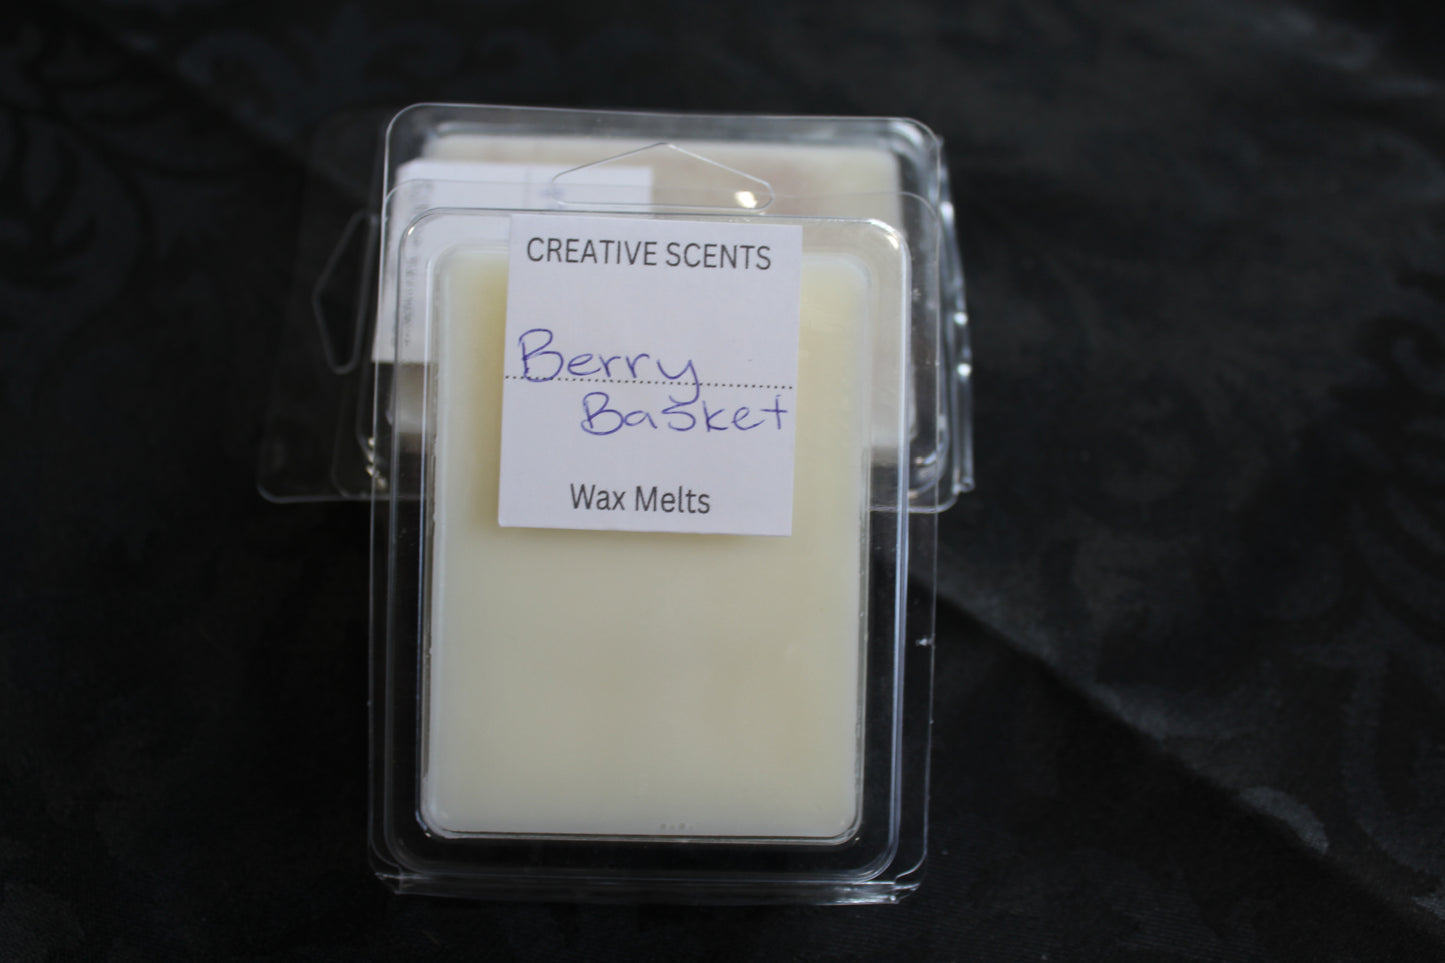 CREATIVE SCENTS
Berry
Basket
Wax Melts